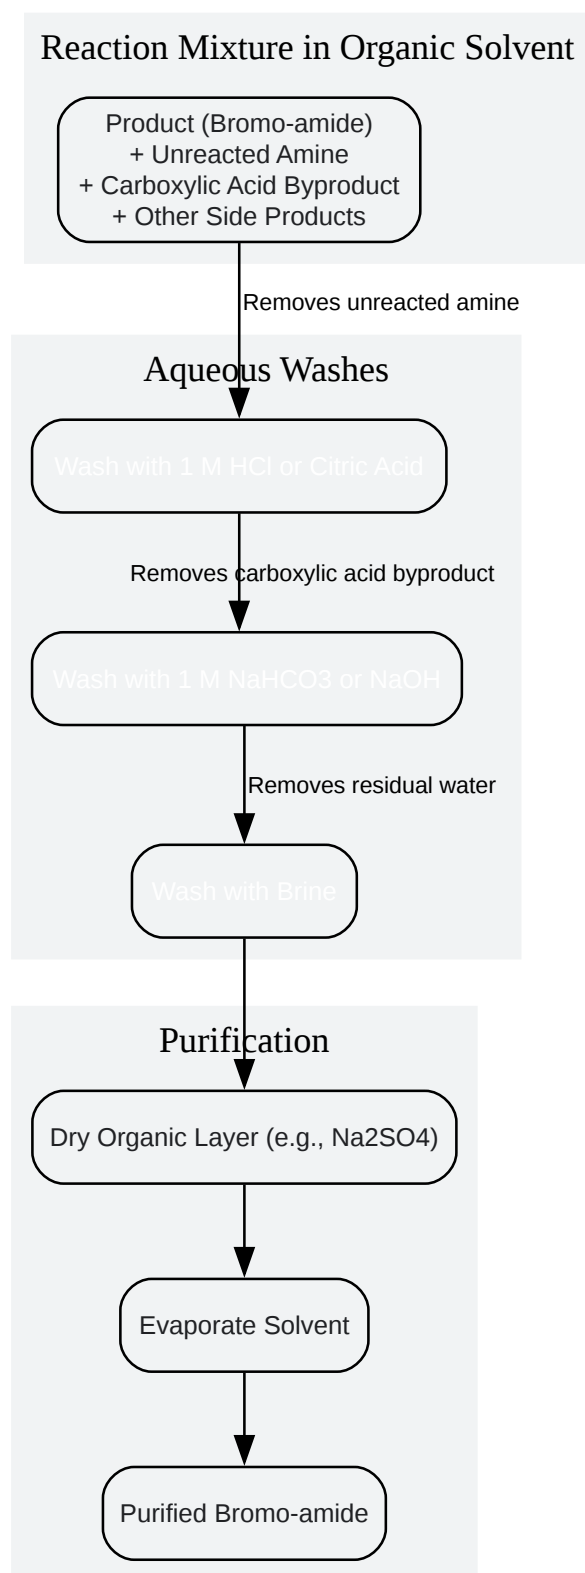 Reaction Mixture in Organic Solvent
Product (Bromo-amide)
+ Unreacted Amine
+ Carboxylic Acid Byproduct
+ Other Side Products
Removes unreacted amine
Aqueous Washes
Wash with 1 M HCl or Citric Acid
Removes carboxylic acid byproduct
Wash with 1 M NaHCO3 or NaOH
Removes residual water
Wash with Brine
Purification
Dry Organic Layer (e.g., Na2SO4)
Evaporate Solvent
Purified Bromo-amide